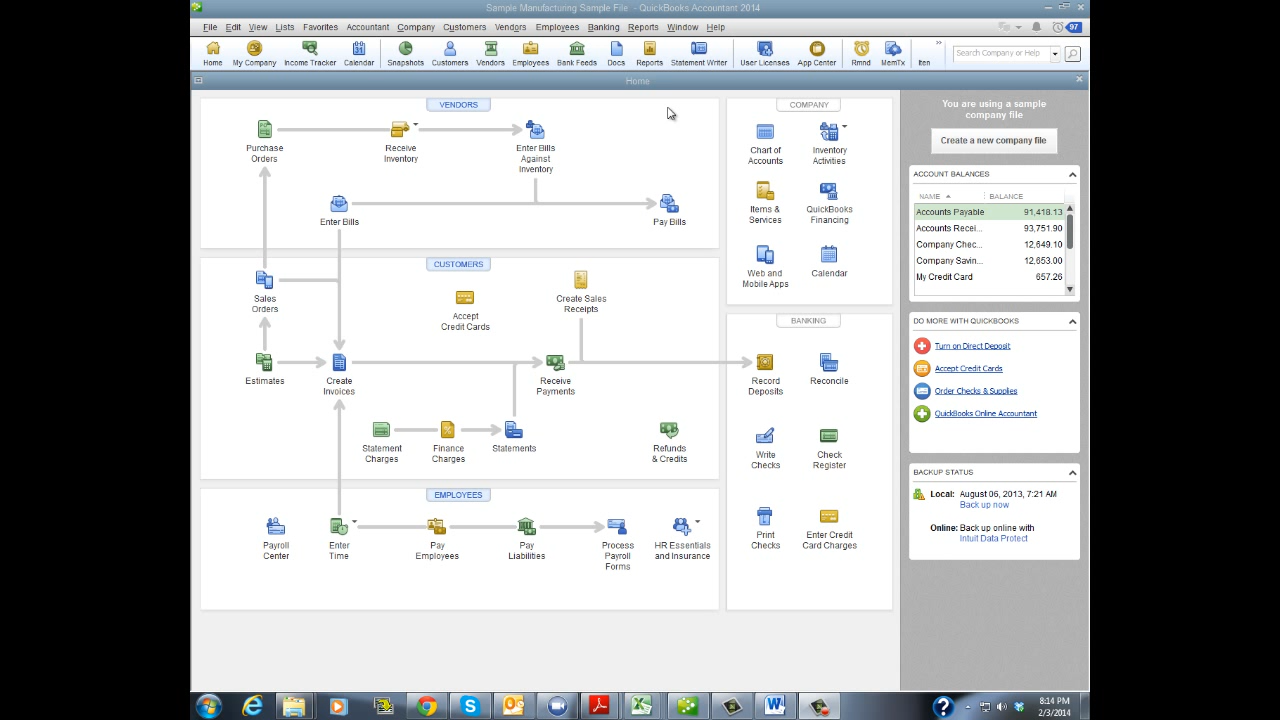 Sample Manufacturing Sample File - QuickBooks Accountant 2014
File Edit View Lists Favorites Accountant Company Customers Vendors Employees Banking Reports Window Help
97
Home My Company Income Tracker Calendar Snapshots Customers Vendors Employees Bank Feeds Docs Reports Statement Writer User Licenses App Center Rmnd MemTx Iten
Search Company or Help
Home
VENDORS
Purchase
Orders
Receive
Inventory
Enter Bills
Against
Inventory
Enter Bills
Pay Bills
CUSTOMERS
Sales
Orders
Accept
Credit Cards
Create Sales
Receipts
Estimates
Create
Invoices
Receive
Payments
Statement
Charges
Finance
Charges
Statements
Refunds
& Credits
EMPLOYEES
Payroll
Center
Enter
Time
Pay
Employees
Pay
Liabilities
Process
Payroll
Forms
HR Essentials
and Insurance
COMPANY
Chart of
Accounts
Inventory
Activities
Items &
Services
QuickBooks
Financing
Web and
Mobile Apps
Calendar
BANKING
Record
Deposits
Reconcile
Write
Checks
Check
Register
Print
Checks
Enter Credit
Card Charges
You are using a sample
company file
Create a new company file
ACCOUNT BALANCES
NAME BALANCE
Accounts Payable 91,418.13
Accounts Recei... 93,751.90
Company Chec... 12,649.10
Company Savin... 12,653.00
My Credit Card 657.26
DO MORE WITH QUICKBOOKS
Turn on Direct Deposit
Accept Credit Cards
Order Checks & Supplies
QuickBooks Online Accountant
BACKUP STATUS
Local: August 06, 2013, 7:21 AM
Back up now
Online: Back up online with
Intuit Data Protect
8:14 PM
2/3/2014